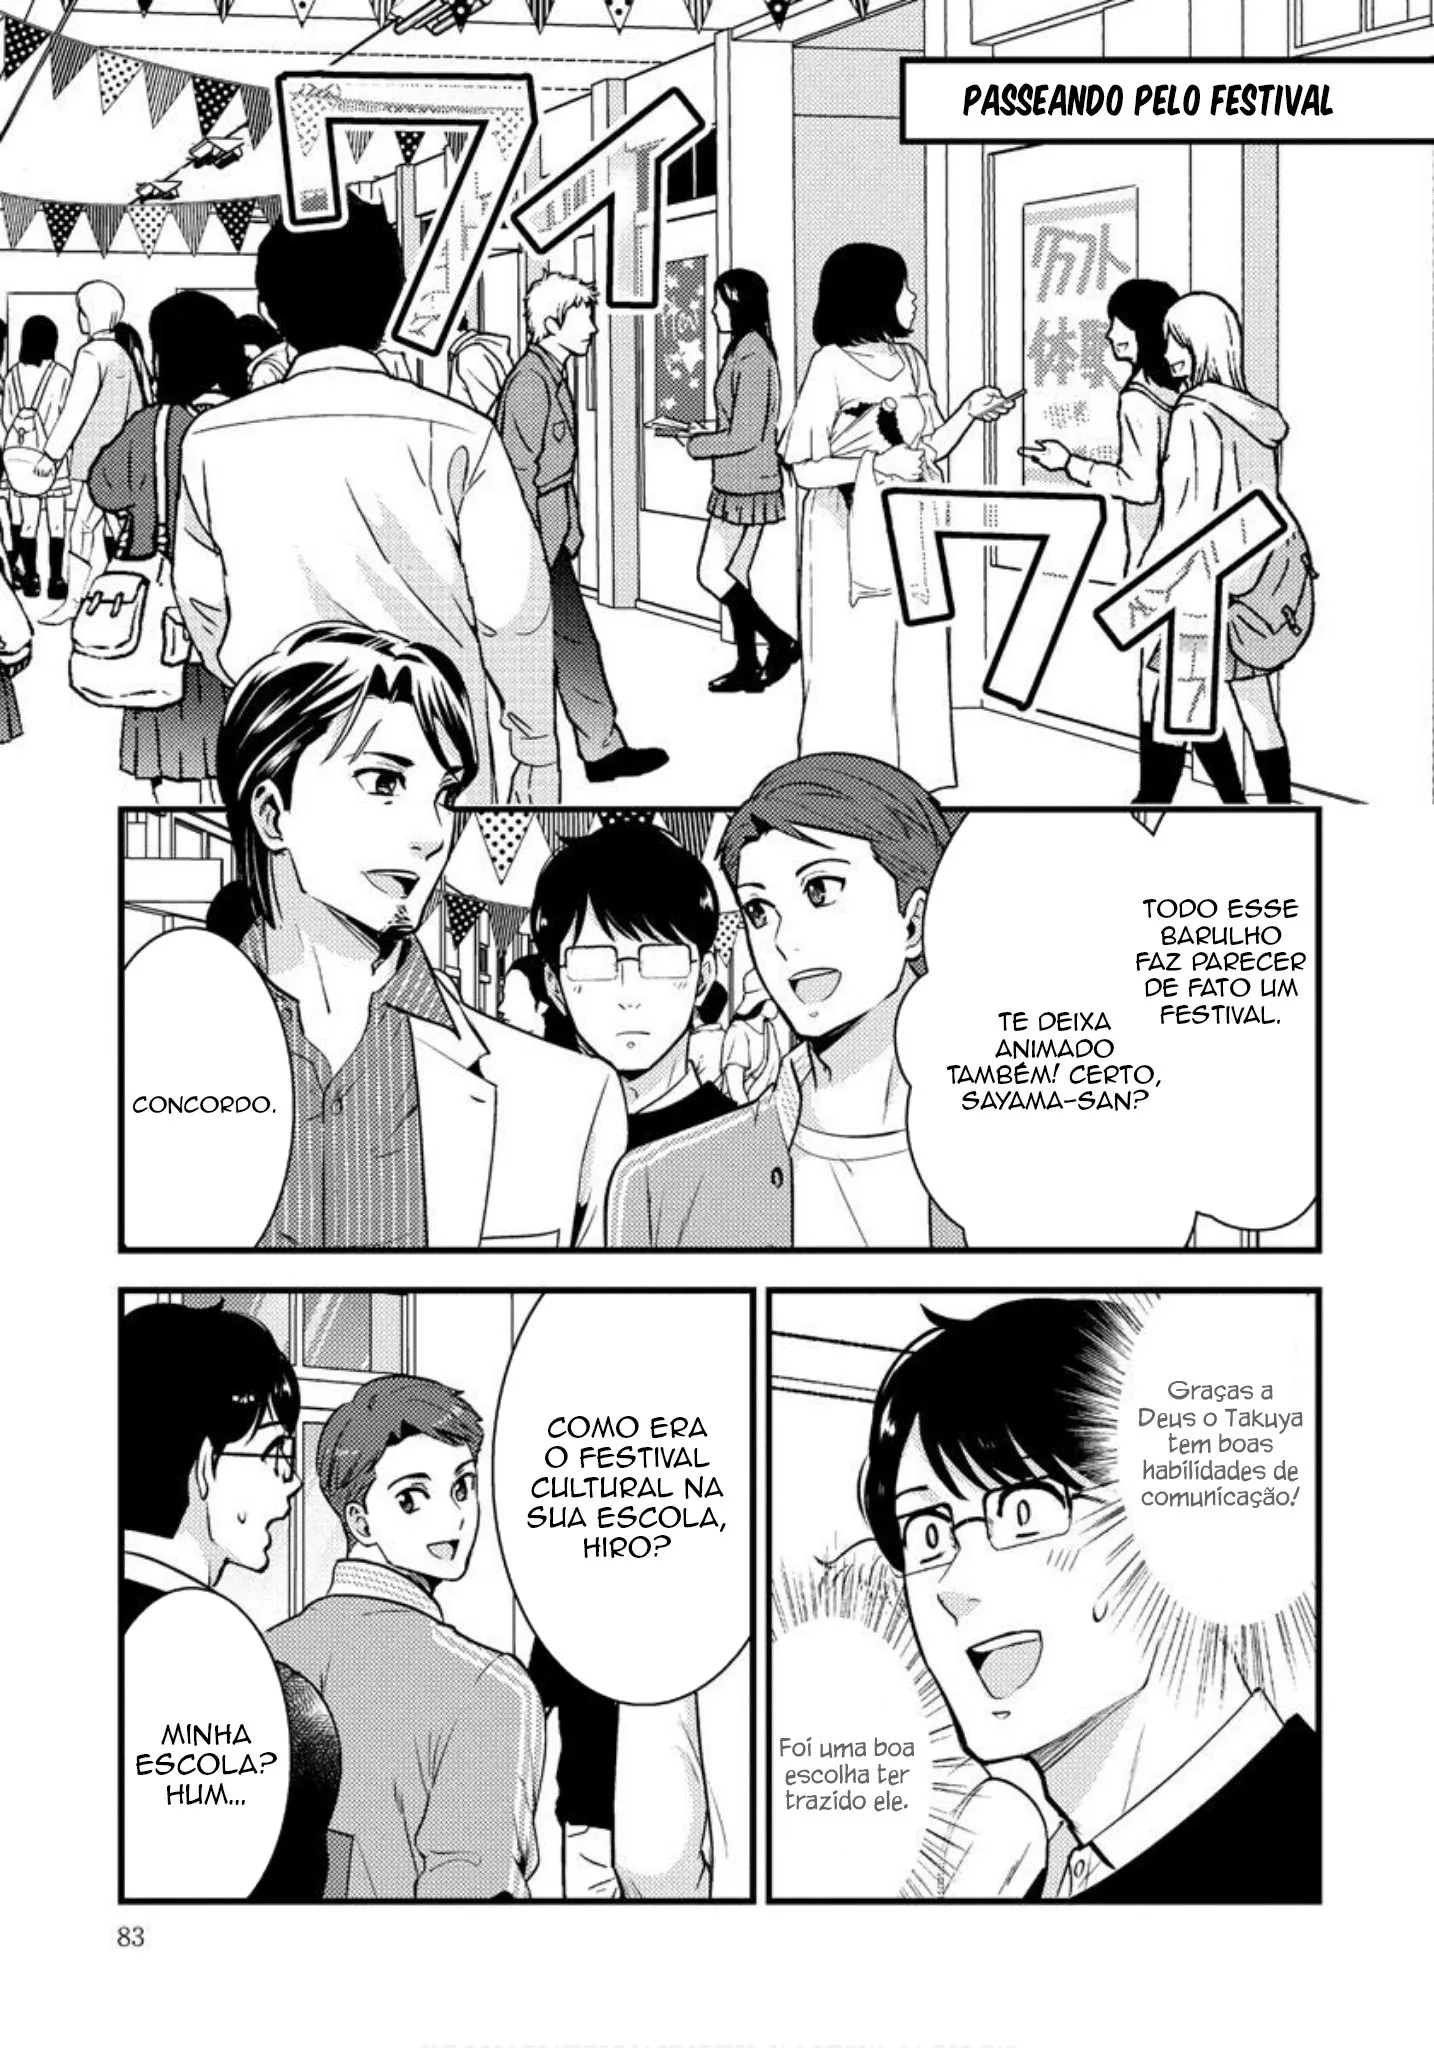 PASSEANDO PELO FESTIVAL
ワイ
ワイ
体
TODO ESSE
BARULHO
FAZ PARECER
DE FATO UM
FESTIVAL.
TE DEIXA
ANIMADO
TAMBÉM! CERTO,
SAYAMA-SAN?
CONCORDO.
Graças a
Deus o Takuya
tem boas
habilidades de
comunicação!
Foi uma boa
escolha ter
trazido ele.
COMO ERA
O FESTIVAL
CULTURAL NA
SUA ESCOLA,
HIRO?
MINHA
ESCOLA?
HUM...
83